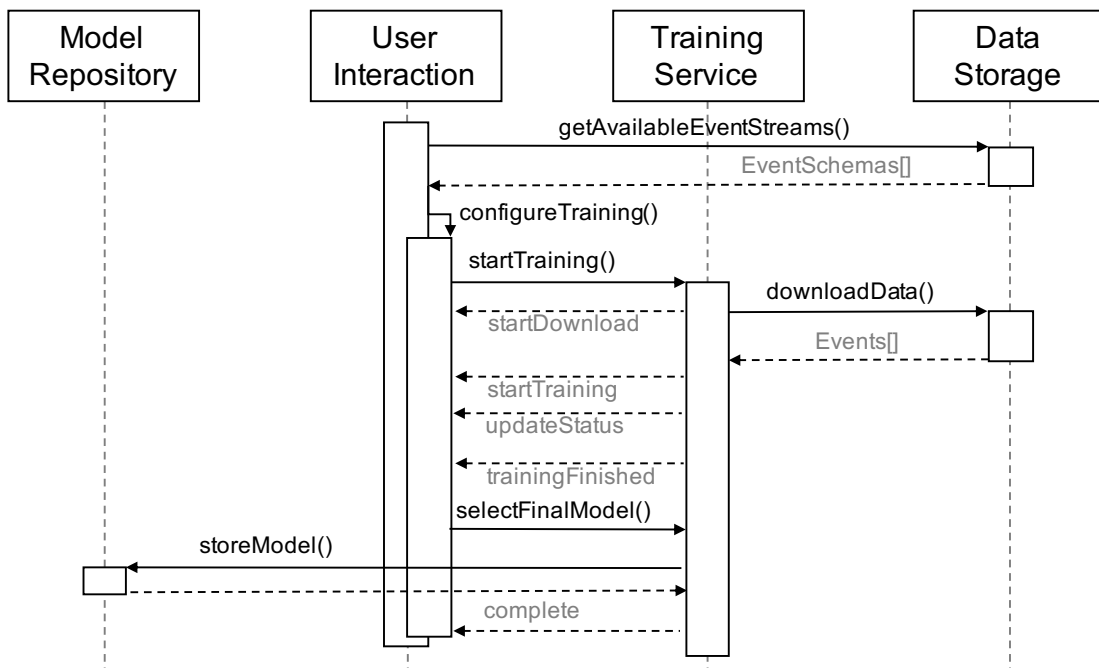 Model
Repository
User
Interaction
Training
Service
Data
Storage
getAvailableEventStreams()
EventSchemas[]
configureTraining()
startTraining()
downloadData()
startDownload
Events[]
startTraining
updateStatus
trainingFinished
selectFinalModel()
storeModel()
complete